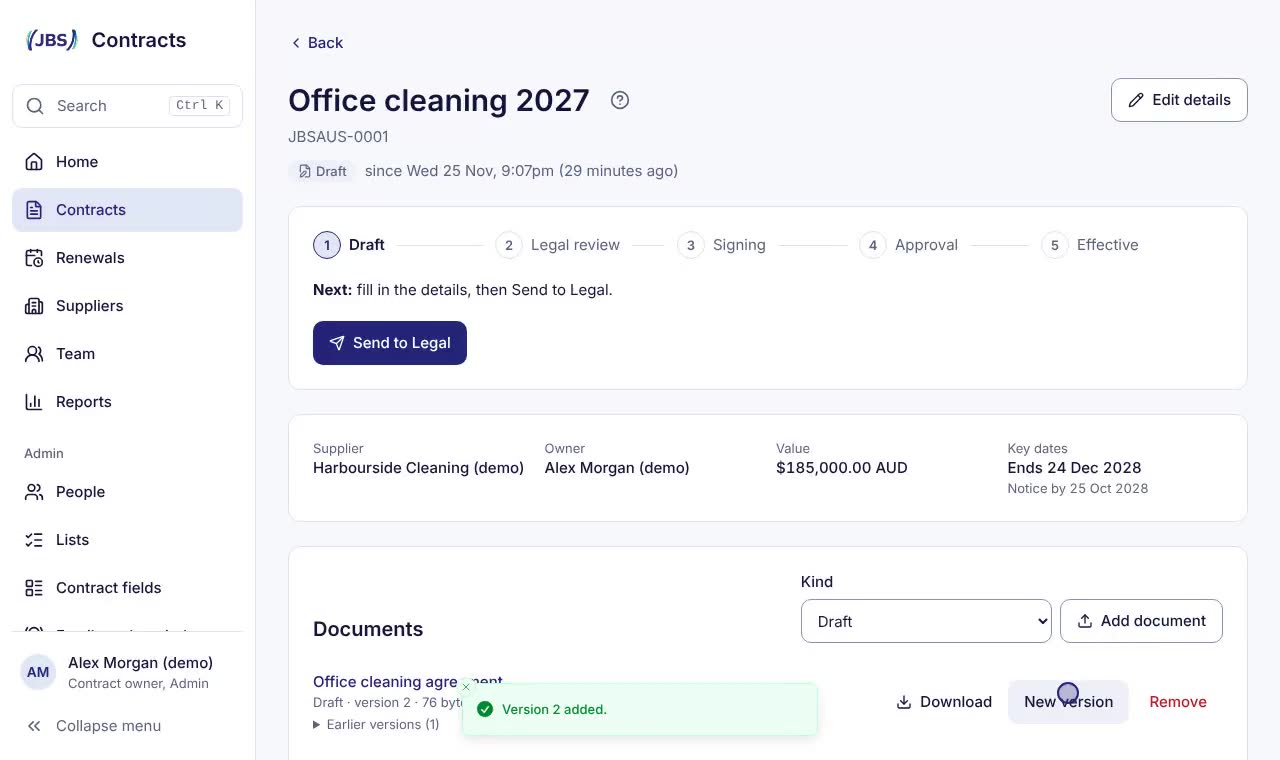 (JBS) Contracts
Search Ctrl K
Home
Contracts
Renewals
Suppliers
Team
Reports
Admin
People
Lists
Contract fields
AM
Alex Morgan (demo)
Contract owner, Admin
Collapse menu
Back
Office cleaning 2027
Edit details
JBSAUS-0001
Draft since Wed 25 Nov, 9:07pm (29 minutes ago)
1 Draft 2 Legal review 3 Signing 4 Approval 5 Effective
Next: fill in the details, then Send to Legal.
Send to Legal
Supplier Owner Value Key dates
Harbourside Cleaning (demo) Alex Morgan (demo) $185,000.00 AUD Ends 24 Dec 2028
Notice by 25 Oct 2028
Kind
Documents Draft Add document
Office cleaning agreement
Draft · version 2 · 76
Earlier versions (1)
Version 2 added.
Download New version Remove